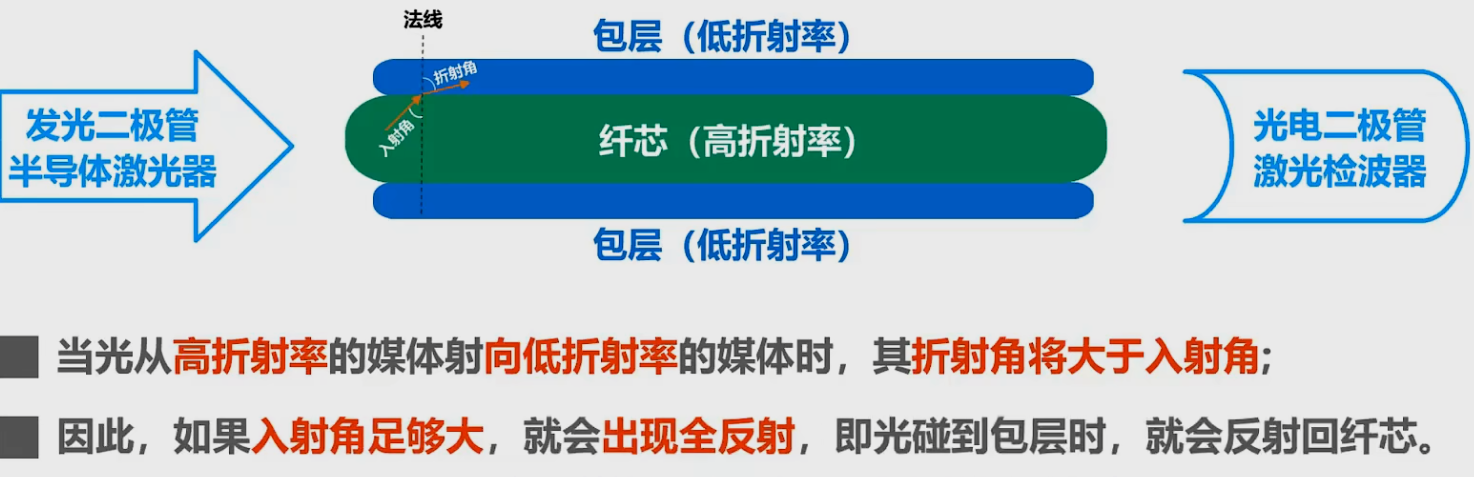 法线
包层（低折射率）
折射角
入射角
发光二极管
半导体激光器
纤芯（高折射率）
光电二极管
激光检波器
包层（低折射率）
当光从高折射率的媒体射向低折射率的媒体时，其折射角将大于入射角；
因此，如果入射角足够大，就会出现全反射，即光碰到包层时，就会反射回纤芯。